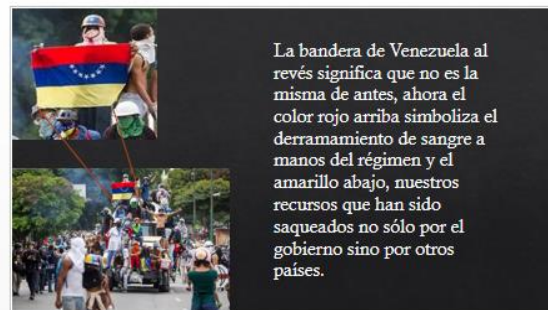 La bandera de Venezuela al
revés significa que no es la
misma de antes, ahora el
color rojo arriba simboliza el
derramamiento de sangre a
manos del régimen y el
amarillo abajo, nuestros
recursos que han sido
saqueados no sólo por el
gobierno sino por otros
países.